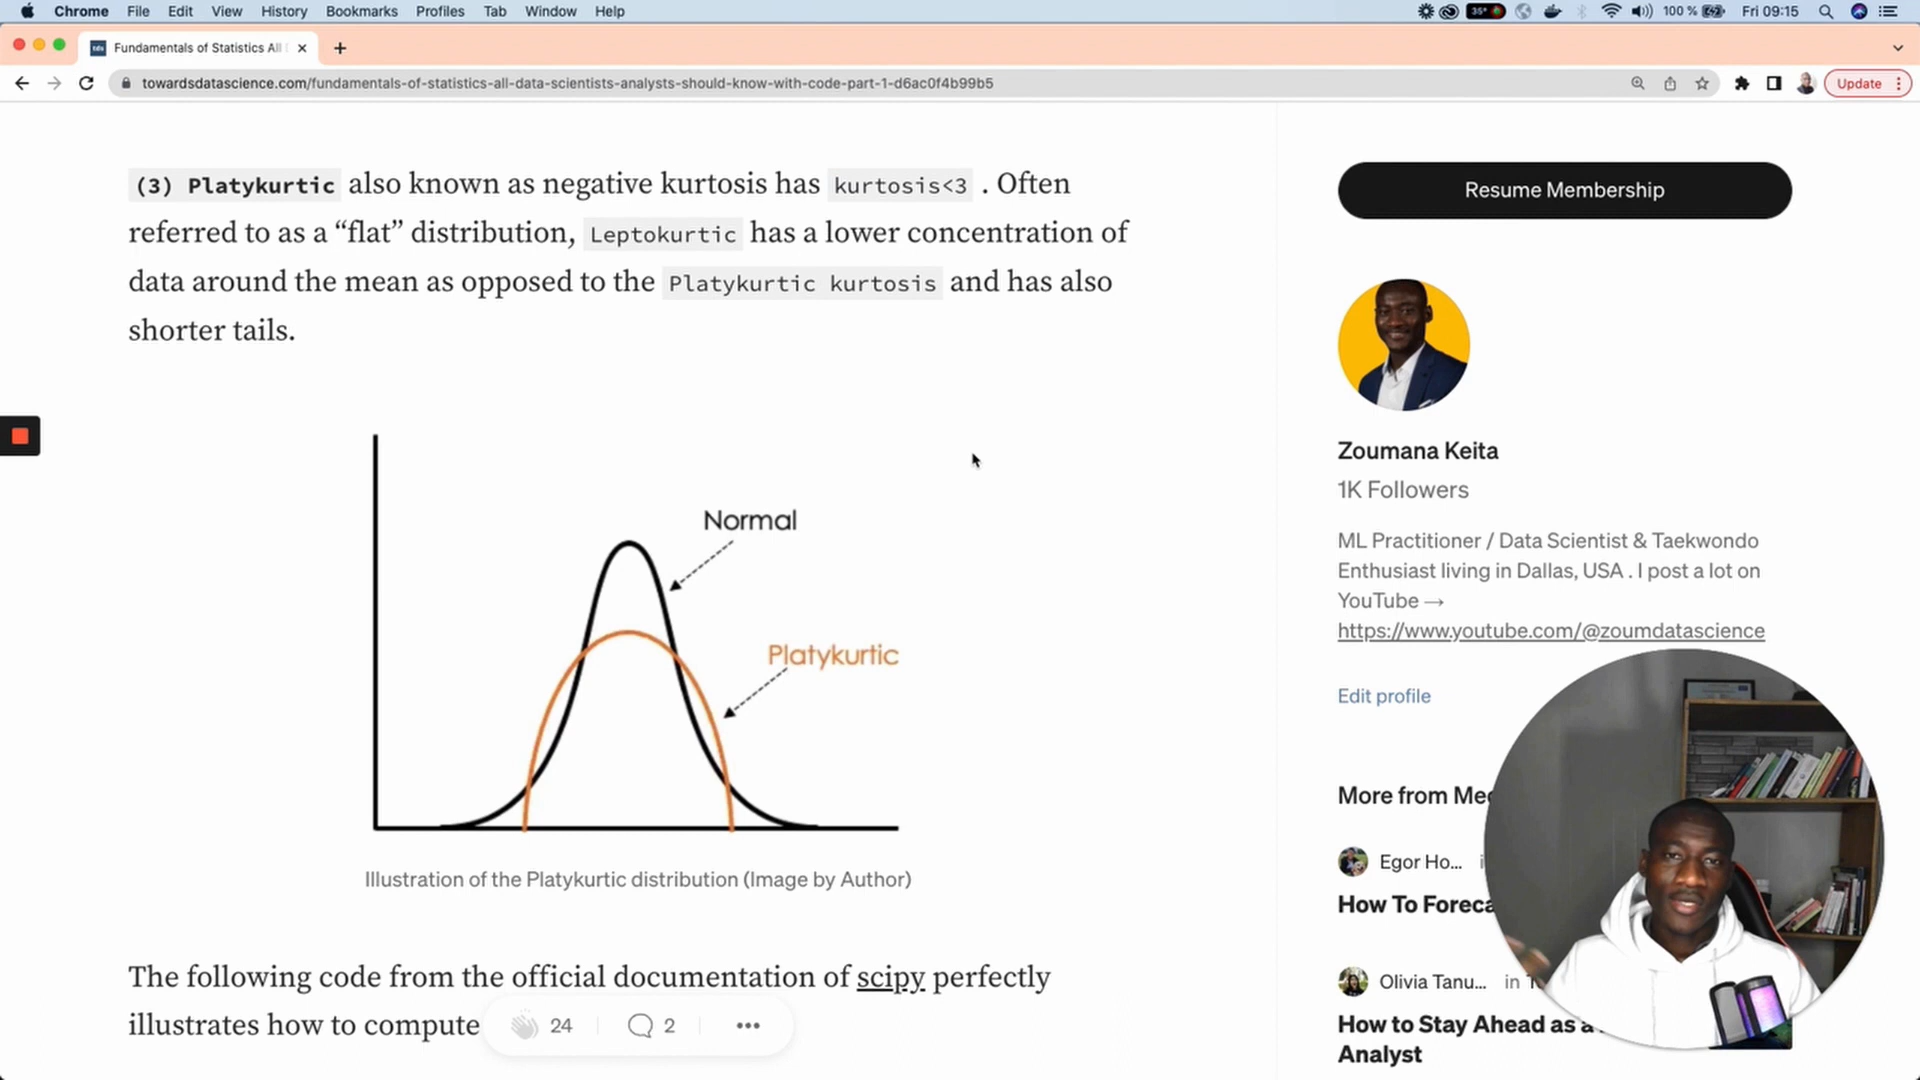 Chrome File Edit View History Bookmarks Profiles Tab Window Help
35° 100 % Fri 09:15
Fundamentals of Statistics All
towardsdatascience.com/fundamentals-of-statistics-all-data-scientists-analysts-should-know-with-code-part-1-d6ac0f4b99b5
Update
(3) Platykurtic also known as negative kurtosis has kurtosis<3 . Often
referred to as a “flat” distribution, Leptokurtic has a lower concentration of
data around the mean as opposed to the Platykurtic kurtosis and has also
shorter tails.
Normal
Platykurtic
Illustration of the Platykurtic distribution (Image by Author)
The following code from the official documentation of scipy perfectly
illustrates how to compute
24 2
Resume Membership
Zoumana Keita
1K Followers
ML Practitioner / Data Scientist & Taekwondo
Enthusiast living in Dallas, USA . I post a lot on
YouTube →
https://www.youtube.com/@zoumdatascience
Edit profile
More from Me
Egor Ho...
How To Foreca
Olivia Tanu... in
How to Stay Ahead as a
Analyst